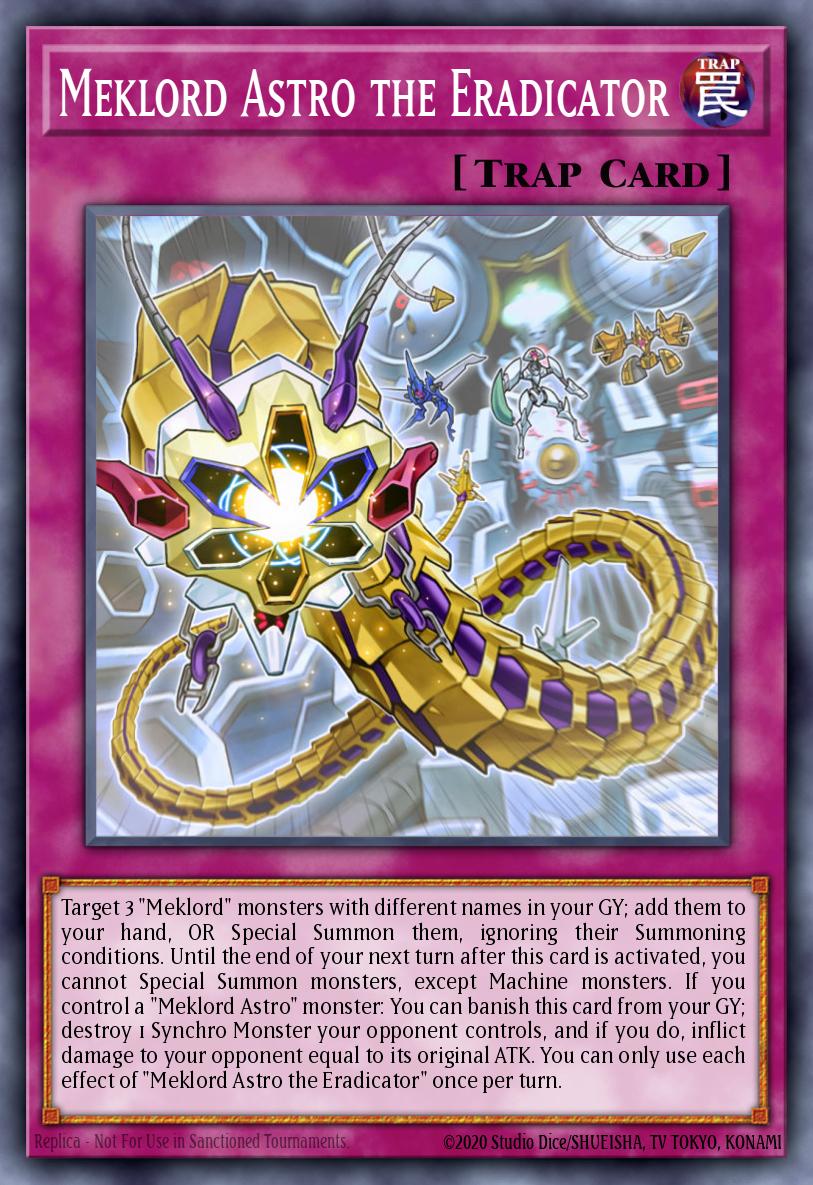 Meklord Astro the Eradicator
TRAP
罠
[Trap Card]
Target 3 "Meklord" monsters with different names in your GY; add them to
your hand, OR Special Summon them, ignoring their Summoning
conditions. Until the end of your next turn after this card is activated, you
cannot Special Summon monsters, except Machine monsters. If you
control a "Meklord Astro" monster: You can banish this card from your GY;
destroy 1 Synchro Monster your opponent controls, and if you do, inflict
damage to your opponent equal to its original ATK. You can only use each
effect of "Meklord Astro the Eradicator" once per turn.
Replica - Not For Use in Sanctioned Tournaments.
©2020 Studio Dice/SHUEISHA, TV TOKYO, KONAMI